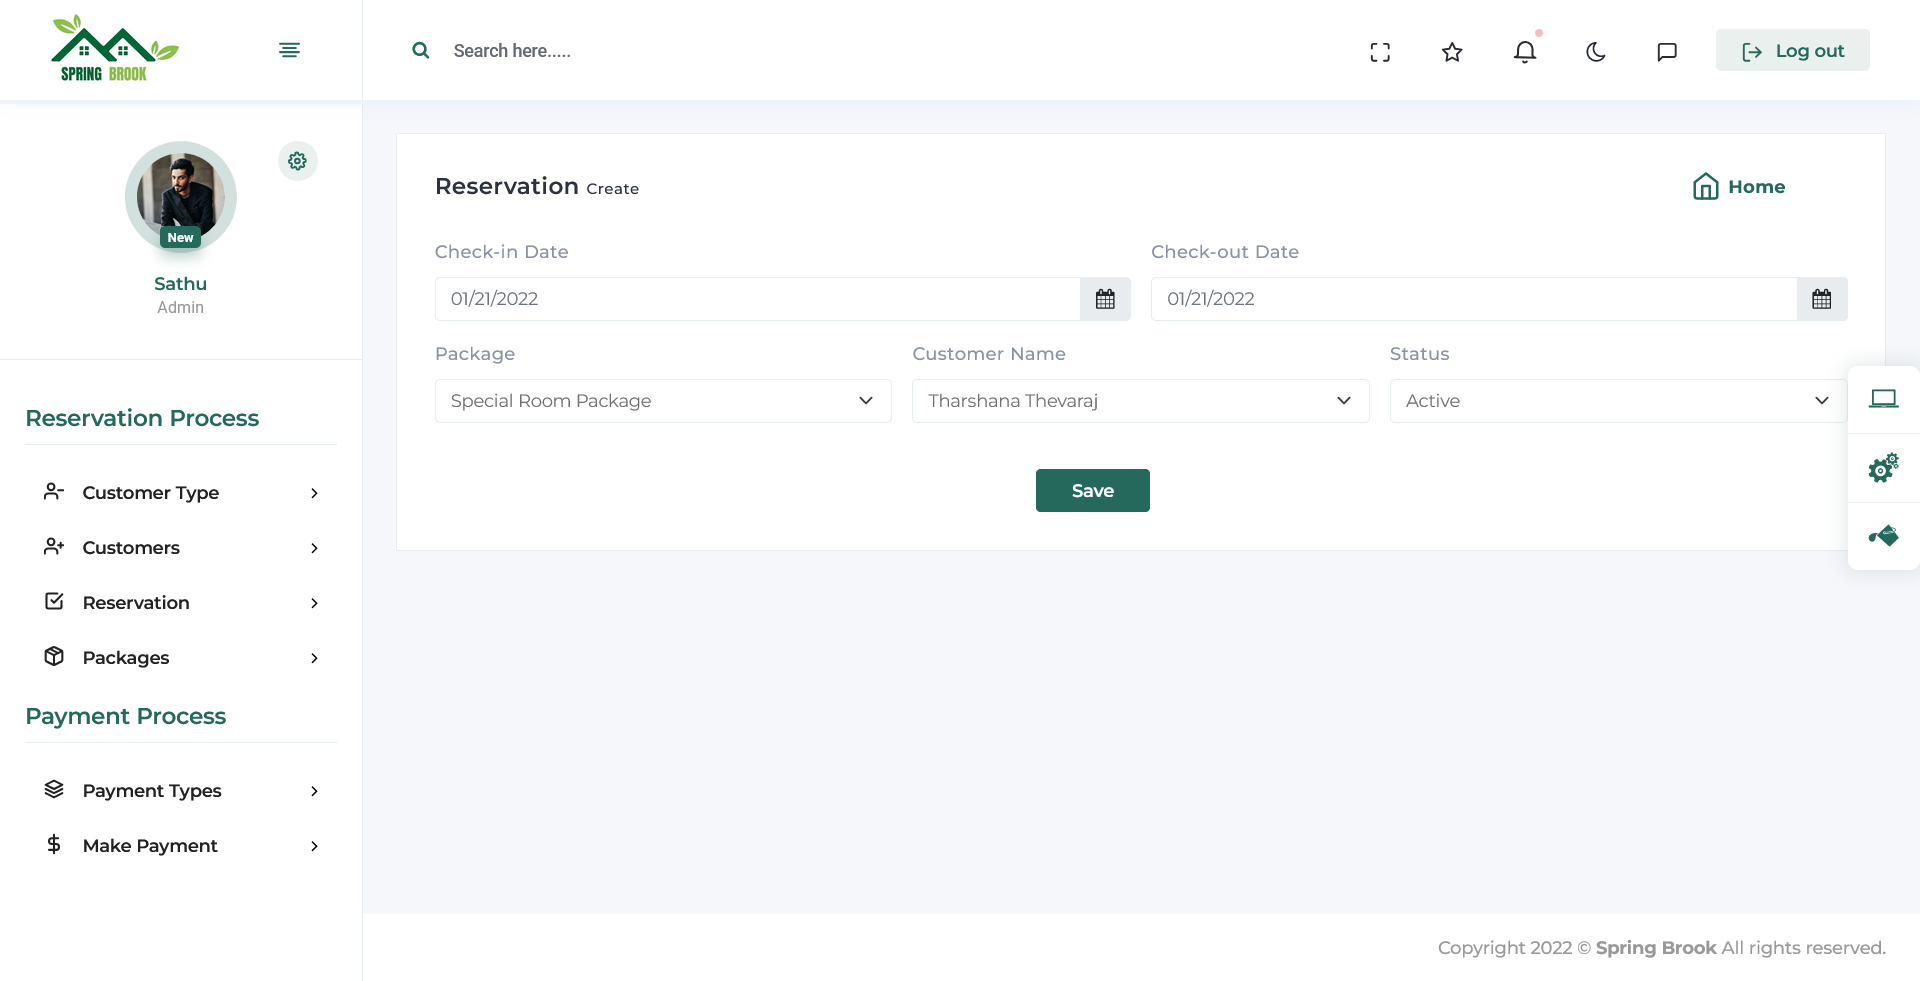 SPRING BROOK
Search here.....
Log out
New
Sathu
Admin
Reservation Process
Customer Type
Customers
Reservation
Packages
Payment Process
Payment Types
Make Payment
Reservation Create
Home
Check-in Date
Check-out Date
01/21/2022
01/21/2022
Package
Customer Name
Status
Special Room Package
Tharshana Thevaraj
Active
Save
Copyright 2022 © Spring Brook All rights reserved.